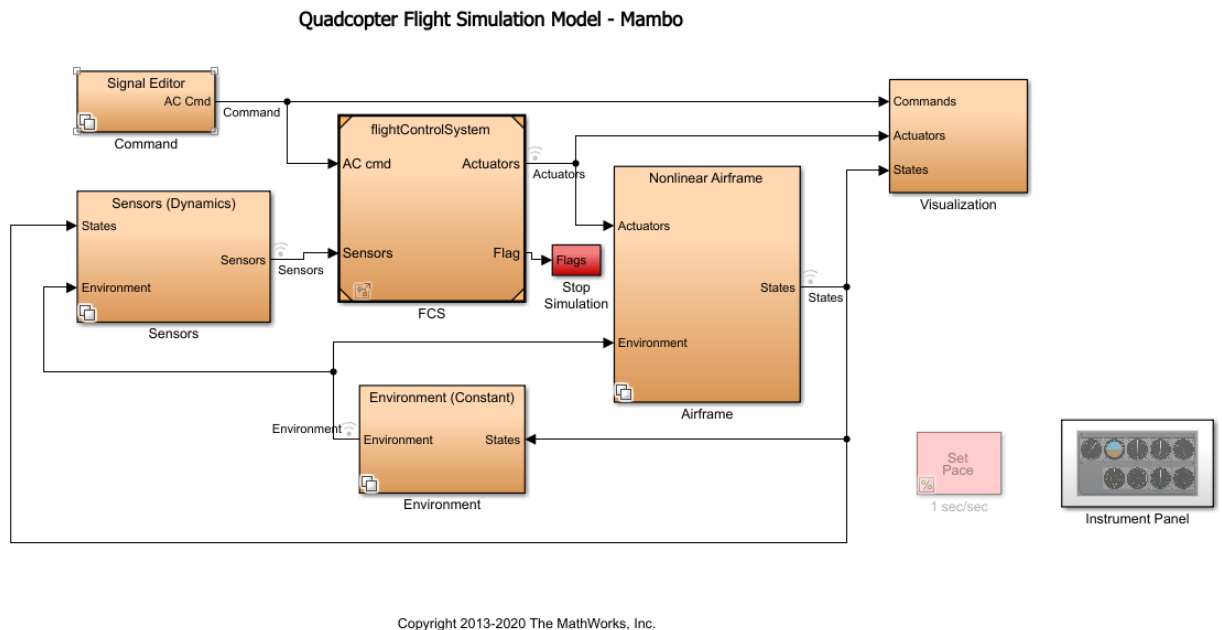 Quadcopter Flight Simulation Model - Mambo
Signal Editor
AC Cmd
Command
Command
flightControlSystem
AC cmd
Actuators
Sensors
Flag
FCS
Actuators
Commands
Actuators
States
Visualization
Sensors (Dynamics)
States
Sensors
Environment
Sensors
Sensors
Flags
Stop
Simulation
Nonlinear Airframe
Actuators
States
Environment
Airframe
States
Environment (Constant)
Environment
States
Environment
Environment
Set
Pace
%
1 sec/sec
Instrument Panel
Copyright 2013-2020 The MathWorks, Inc.